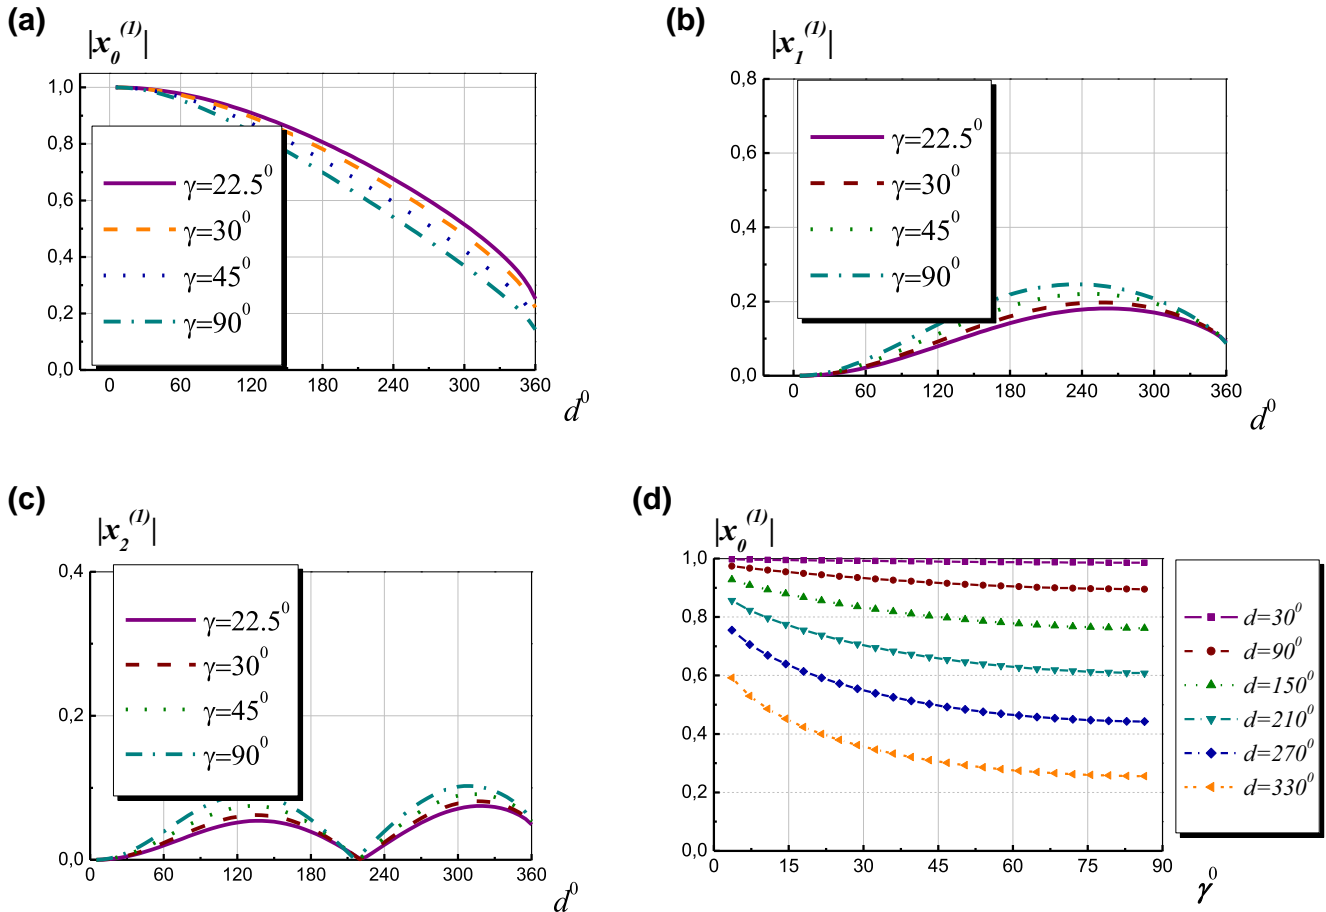 (a)
|x₀⁽¹⁾|
1,0
0,8
0,6
0,4
0,2
0,0
0 60 120 180 240 300 360
d⁰
γ=22.5⁰
γ=30⁰
γ=45⁰
γ=90⁰
(b)
|x₁⁽¹⁾|
0,8
0,6
0,4
0,2
0,0
0 60 120 180 240 300 360
d⁰
γ=22.5⁰
γ=30⁰
γ=45⁰
γ=90⁰
(c)
|x₂⁽¹⁾|
0,4
0,2
0,0
0 60 120 180 240 300 360
d⁰
γ=22.5⁰
γ=30⁰
γ=45⁰
γ=90⁰
(d)
|x₀⁽¹⁾|
1,0
0,8
0,6
0,4
0,2
0,0
0 15 30 45 60 75 90
γ⁰
d=30⁰
d=90⁰
d=150⁰
d=210⁰
d=270⁰
d=330⁰